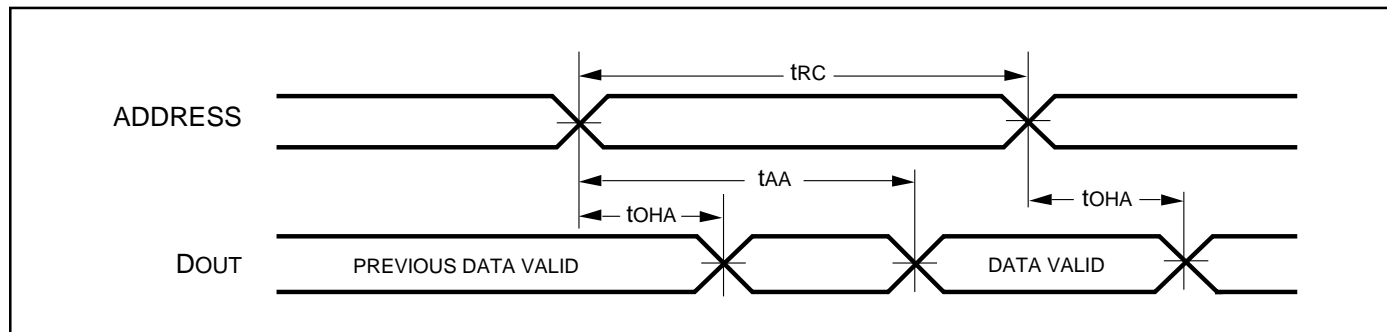 tRC
ADDRESS
tAA
tOHA
tOHA
DOUT
PREVIOUS DATA VALID
DATA VALID